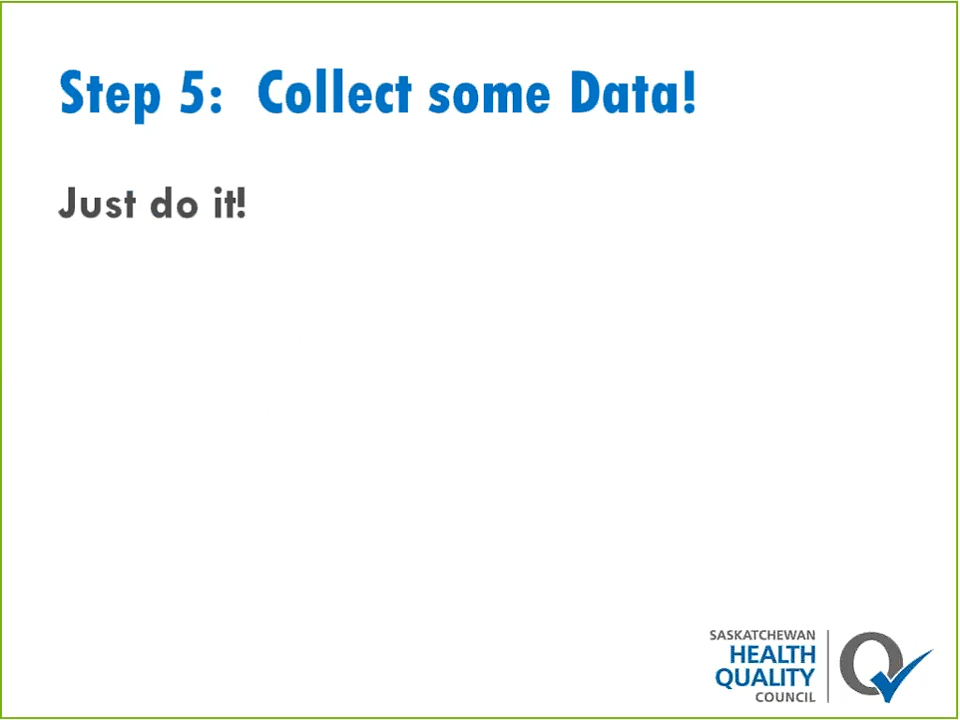 Step 5: Collect some Data!
Just do it!
SASKATCHEWAN
HEALTH
QUALITY
COUNCIL